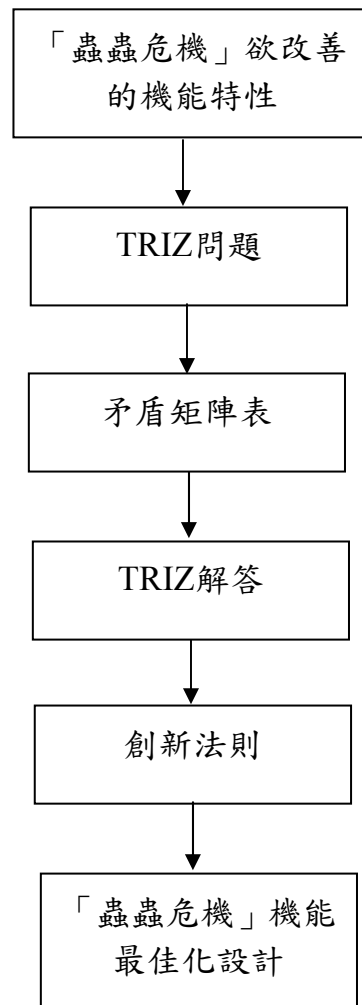 「蟲蟲危機」欲改善
的機能特性
TRIZ問題
矛盾矩陣表
TRIZ解答
創新法則
「蟲蟲危機」機能
最佳化設計